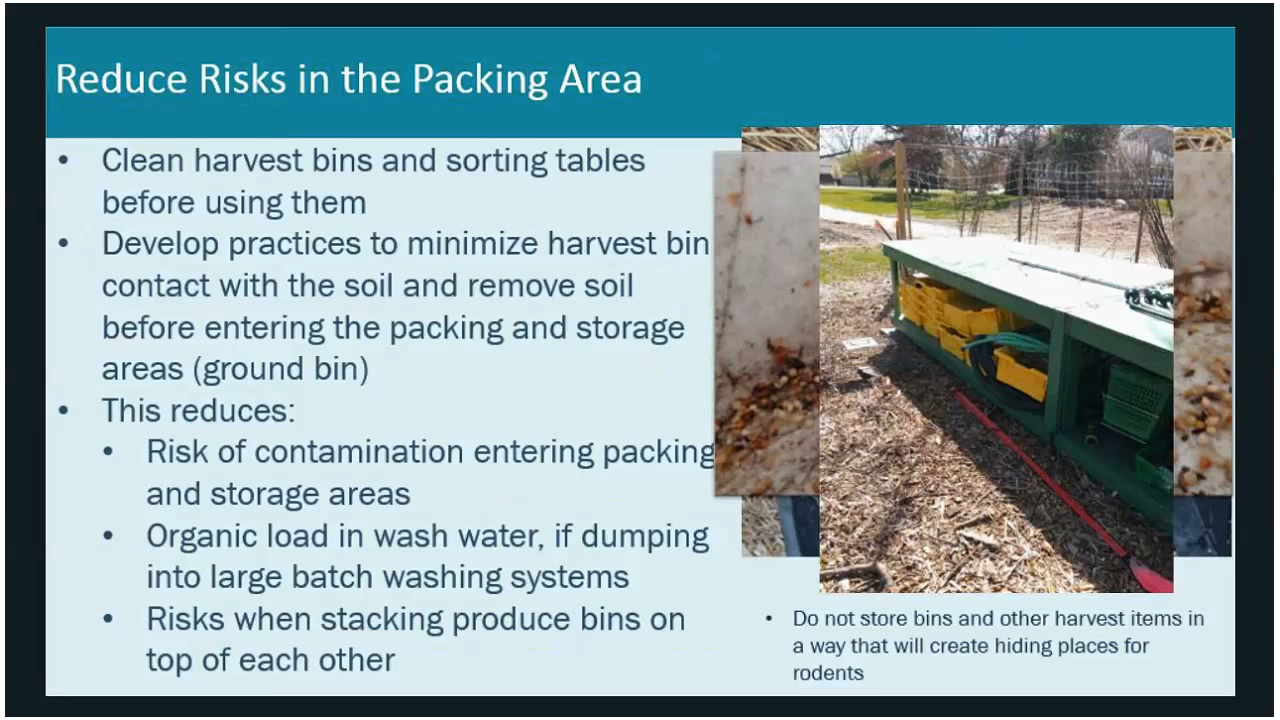 Reduce Risks in the Packing Area
• Clean harvest bins and sorting tables
before using them
• Develop practices to minimize harvest bin
contact with the soil and remove soil
before entering the packing and storage
areas (ground bin)
• This reduces:
• Risk of contamination entering packing
and storage areas
• Organic load in wash water, if dumping
into large batch washing systems
• Risks when stacking produce bins on
top of each other
• Do not store bins and other harvest items in
a way that will create hiding places for
rodents